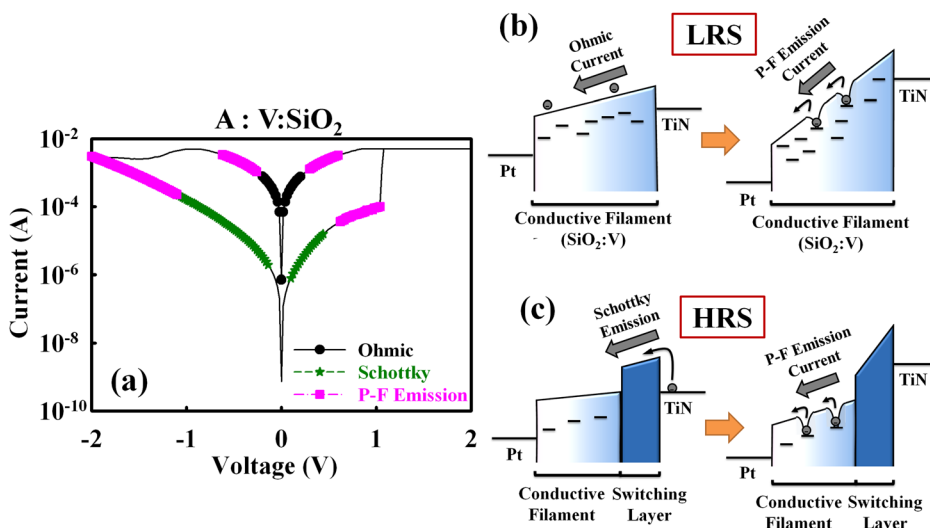 A : V:SiO₂
10⁻²
10⁻⁴
10⁻⁶
10⁻⁸
10⁻¹⁰
Current (A)
-2
-1
0
1
2
Voltage (V)
(a)
Ohmic
Schottky
P-F Emission
(b)
LRS
Ohmic
Current
TiN
Pt
Conductive Filament
(SiO₂:V)
P-F Emission
Current
TiN
Pt
Conductive Filament
(SiO₂:V)
(c)
HRS
Schottky
Emission
TiN
Pt
Conductive
Filament
Switching
Layer
P-F Emission
Current
TiN
Pt
Conductive
Filament
Switching
Layer